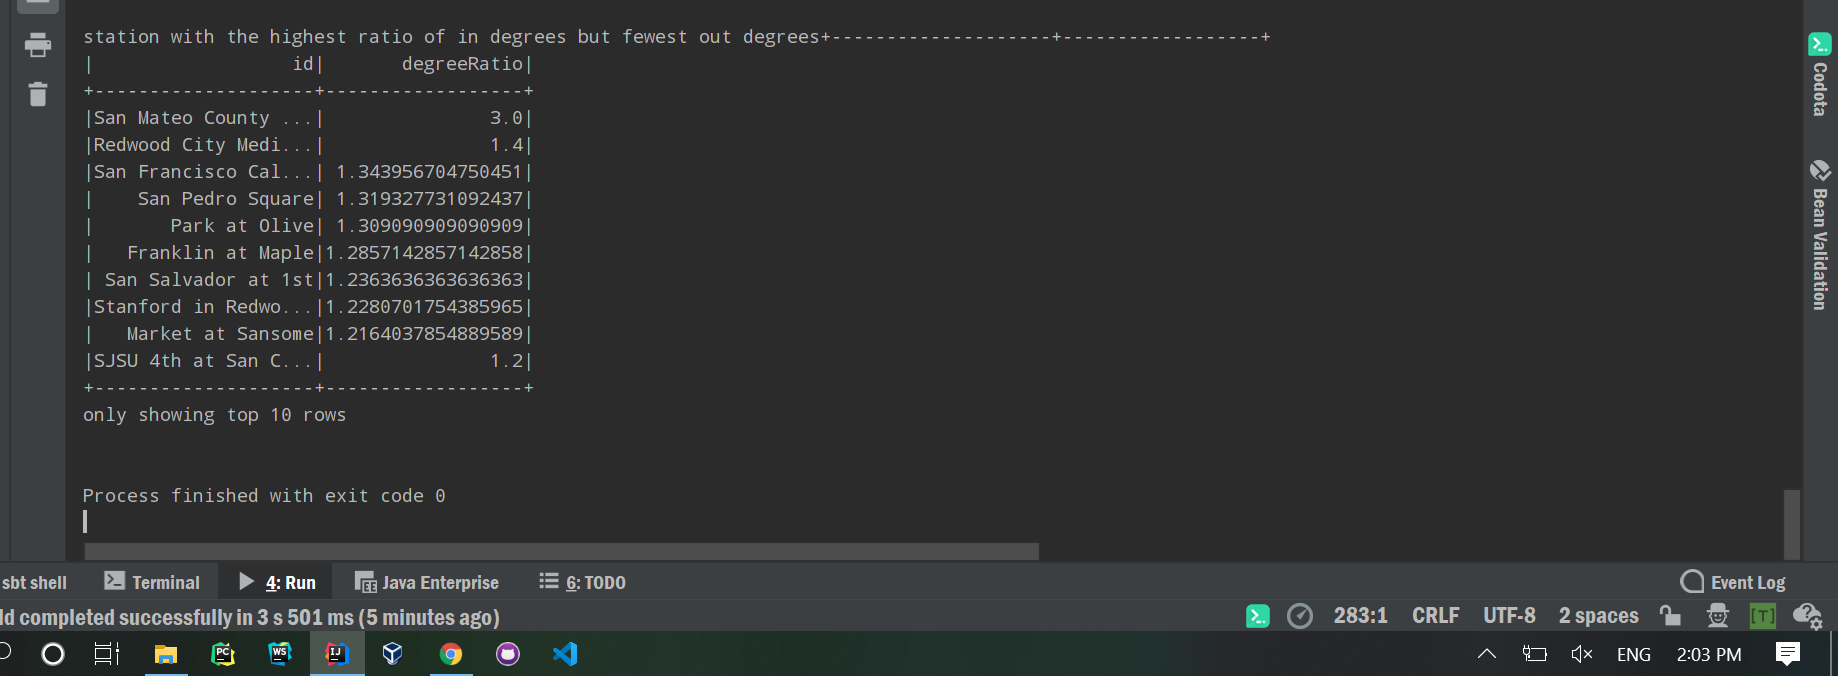 station with the highest ratio of in degrees but fewest out degrees+--------------------+------------------+
|                  id|       degreeRatio|
+--------------------+------------------+
|San Mateo County ...|               3.0|
|Redwood City Medi...|               1.4|
|San Francisco Cal...| 1.343956704750451|
|    San Pedro Square| 1.319327731092437|
|       Park at Olive| 1.309090909090909|
|   Franklin at Maple|1.2857142857142858|
| San Salvador at 1st|1.2363636363636363|
|Stanford in Redwo...|1.2280701754385965|
|   Market at Sansome|1.2164037854889589|
|SJSU 4th at San C...|               1.2|
+--------------------+------------------+
only showing top 10 rows
Process finished with exit code 0
Codota
Bean Validation
sbt shell Terminal 4: Run Java Enterprise 6: TODO Event Log
ld completed successfully in 3 s 501 ms (5 minutes ago) 283:1 CRLF UTF-8 2 spaces [T]
PC WS IJ ENG 2:03 PM